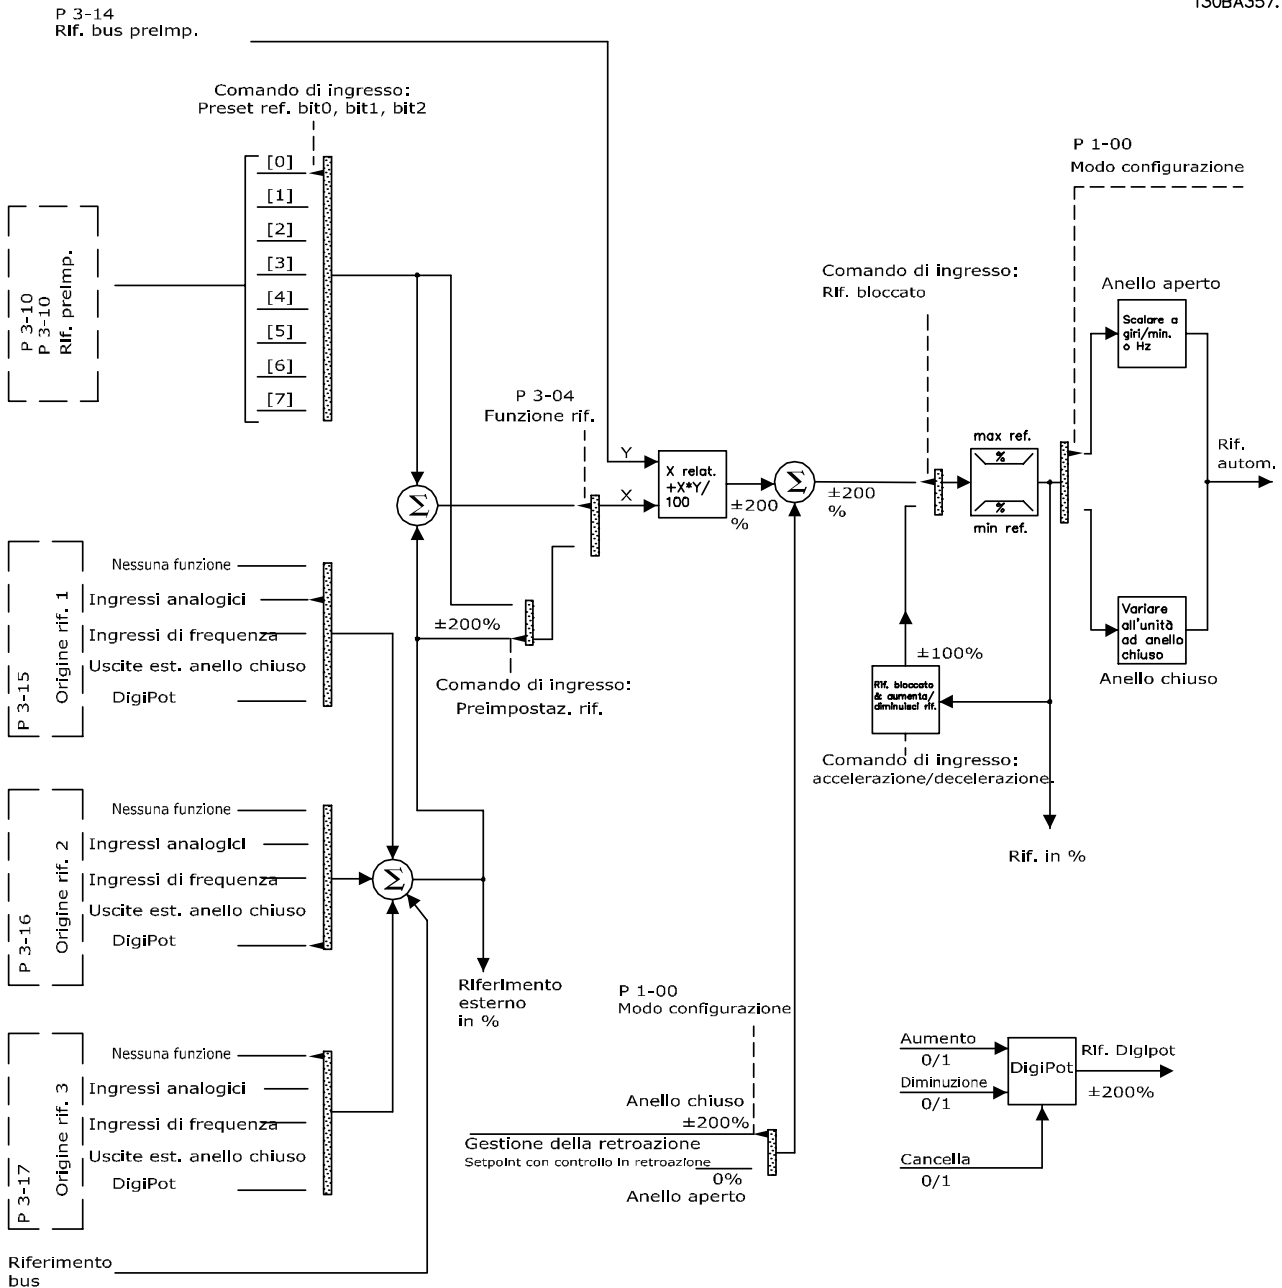 P 3-14
Rif. bus preimp.
130BA357.
Comando di ingresso:
Preset ref. bit0, bit1, bit2
[0]
[1]
[2]
[3]
[4]
[5]
[6]
[7]
P 3-10
P 3-10
Rif. preimp.
P 1-00
Modo configurazione
Comando di ingresso:
Rif. bloccato
Anello aperto
Scalare a
giri/min.
o Hz
P 3-04
Funzione rif.
Y
X
X relat.
+X*Y/
100
±200
%
Σ
±200
%
max ref.
%
%
min ref.
Rif.
autom.
Σ
P 3-15
Origine rif. 1
Nessuna funzione
Ingressi analogici
Ingressi di frequenza
Uscite est. anello chiuso
DigiPot
±200%
Comando di ingresso:
Preimpostaz. rif.
±100%
Rif. bloccato
& aumenta/
diminuisci rif.
Comando di ingresso:
accelerazione/decelerazione.
Variare
all'unità
ad anello
chiuso
Anello chiuso
Rif. in %
P 3-16
Origine rif. 2
Nessuna funzione
Ingressi analogici
Ingressi di frequenza
Uscite est. anello chiuso
DigiPot
Σ
Riferimento
esterno
in %
P 3-17
Origine rif. 3
Nessuna funzione
Ingressi analogici
Ingressi di frequenza
Uscite est. anello chiuso
DigiPot
Riferimento
bus
P 1-00
Modo configurazione
Anello chiuso
±200%
Gestione della retroazione
Setpoint con controllo in retroazione
0%
Anello aperto
Aumento
0/1
Diminuzione
0/1
Cancella
0/1
DigiPot
Rif. Digipot
±200%